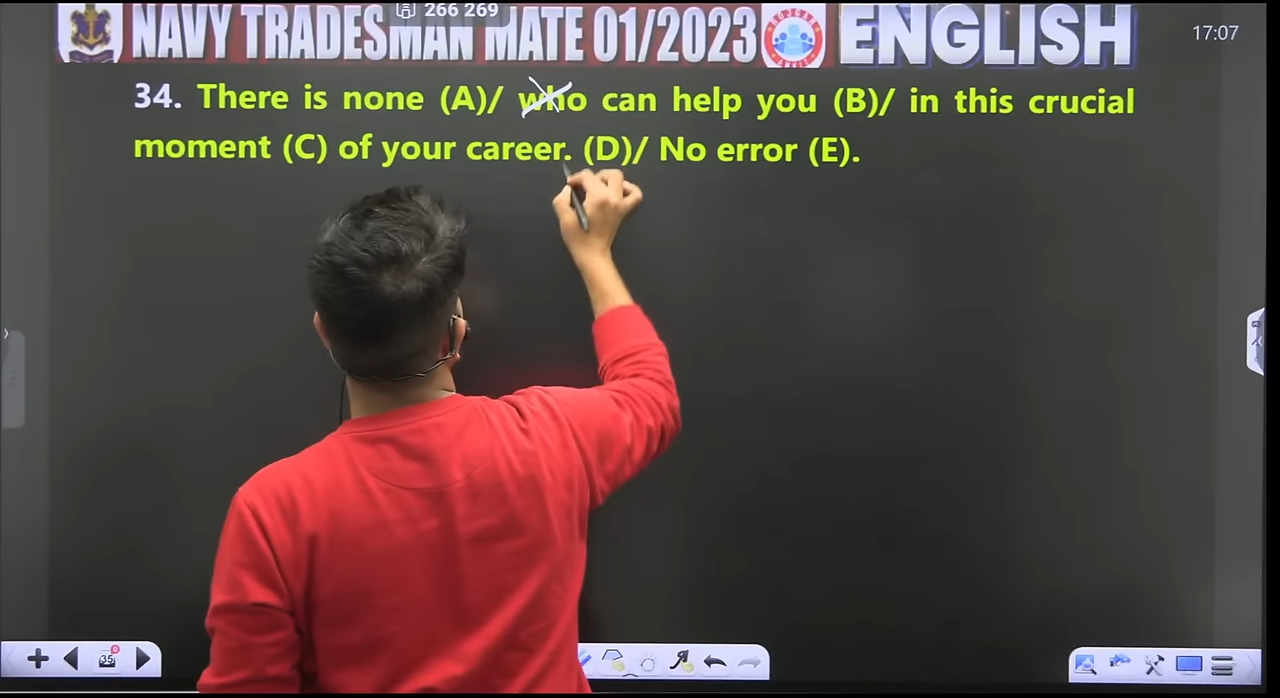 266 269
NAVY TRADESMAN MATE 01/2023 ENGLISH
17:07
34. There is none (A)/ who can help you (B)/ in this crucial
moment (C) of your career. (D)/ No error (E).
35